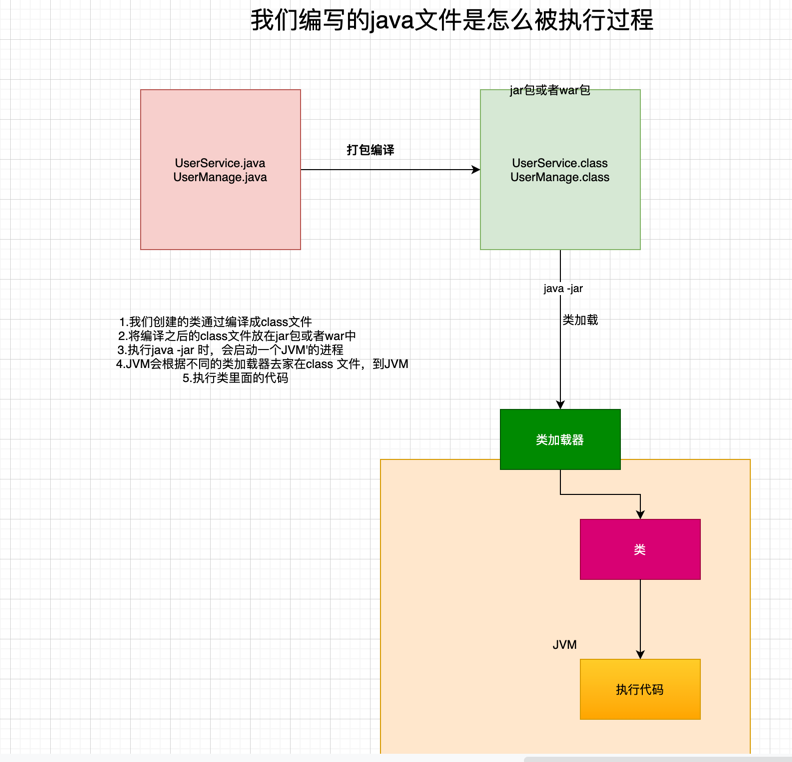 我们编写的java文件是怎么被执行过程
jar包或者war包
UserService.java
UserManage.java
打包编译
UserService.class
UserManage.class
java -jar
类加载
1.我们创建的类通过编译成class文件
2.将编译之后的class文件放在jar包或者war中
3.执行java -jar 时，会启动一个JVM'的进程
4.JVM会根据不同的类加载器去家在class 文件，到JVM
5.执行类里面的代码
类加载器
类
JVM
执行代码